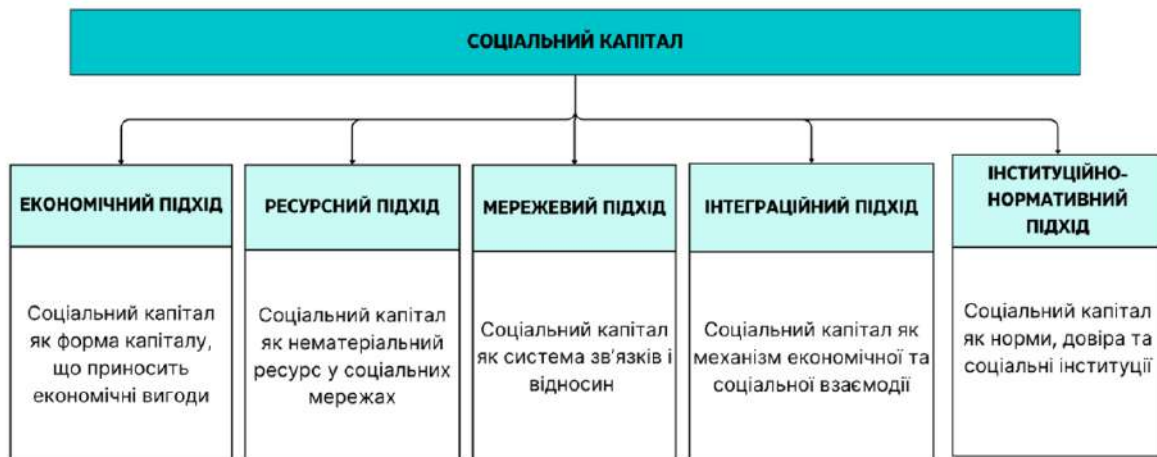 СОЦІАЛЬНИЙ КАПІТАЛ
ЕКОНОМІЧНИЙ ПІДХІД
Соціальний капітал
як форма капіталу,
що приносить
економічні вигоди
РЕСУРСНИЙ ПІДХІД
Соціальний капітал
як нематеріальний
ресурс у соціальних
мережах
МЕРЕЖЕВИЙ ПІДХІД
Соціальний капітал
як система зв'язків і
відносин
ІНТЕГРАЦІЙНИЙ ПІДХІД
Соціальний капітал як
механізм економічної та
соціальної взаємодії
ІНСТИТУЦІЙНО-
НОРМАТИВНИЙ
ПІДХІД
Соціальний капітал
як норми, довіра та
соціальні інституції